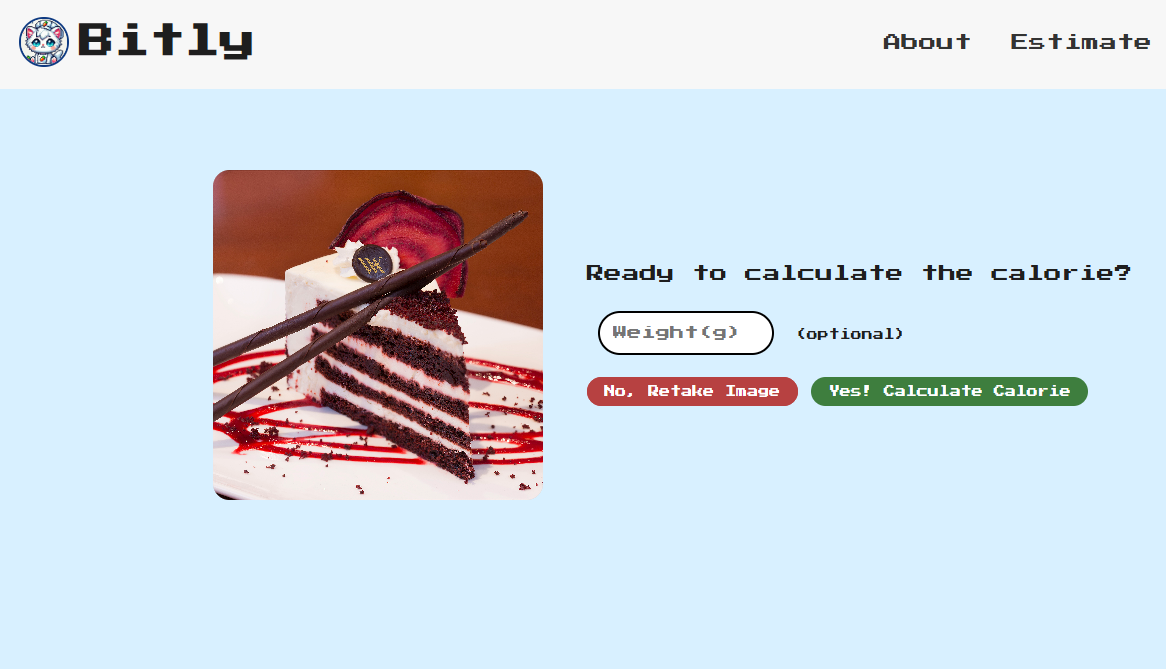 Bitly
About
Estimate
Ready to calculate the calorie?
Weight(g)
(optional)
No, Retake Image
Yes! Calculate Calorie